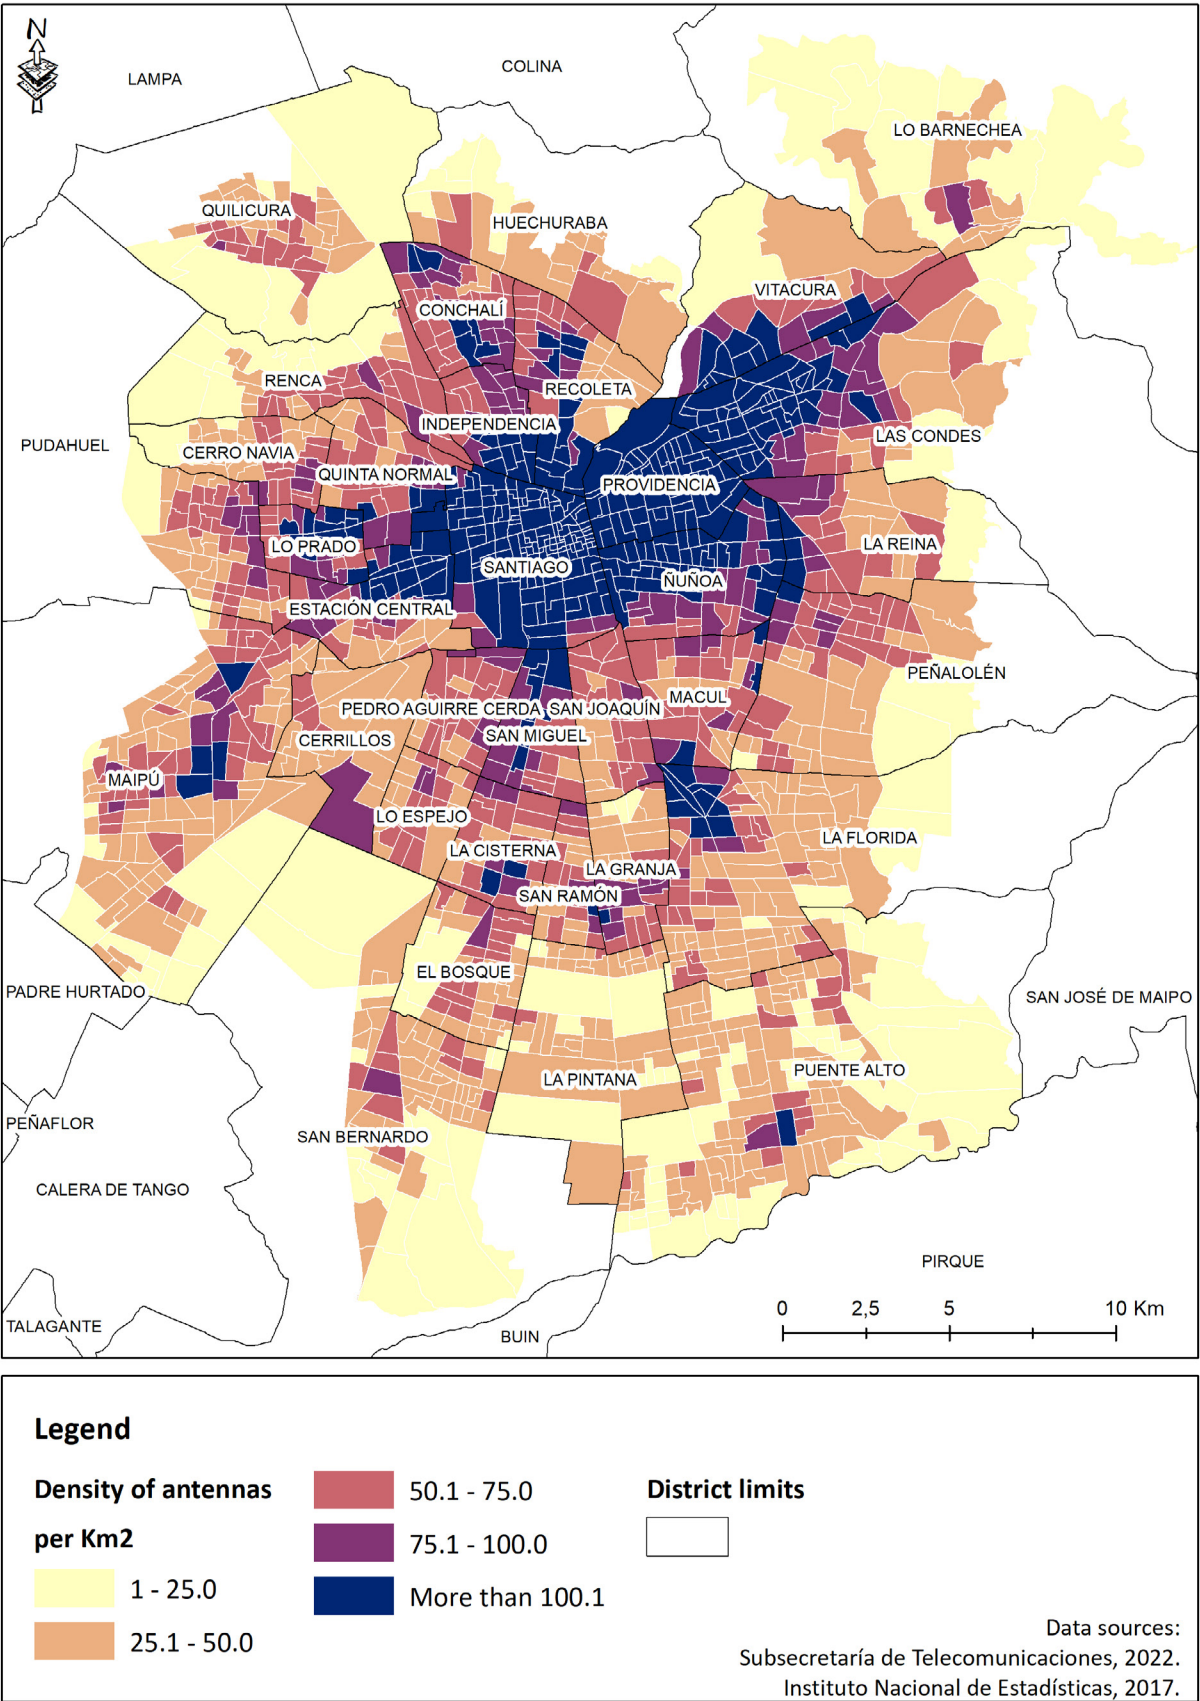 N
LAMPA
COLINA
LO BARNECHEA
QUILICURA
HUECHURABA
VITACURA
CONCHALÍ
RENCA
RECOLETA
INDEPENDENCIA
PUDAHUEL
CERRO NAVIA
LAS CONDES
QUINTA NORMAL
PROVIDENCIA
LO PRADO
LA REINA
SANTIAGO
ÑUÑOA
ESTACIÓN CENTRAL
PEÑALOLÉN
MACUL
PEDRO AGUIRRE CERDA
SAN JOAQUÍN
SAN MIGUEL
CERRILLOS
MAIPÚ
LO ESPEJO
LA FLORIDA
LA CISTERNA
LA GRANJA
SAN RAMÓN
EL BOSQUE
PADRE HURTADO
SAN JOSÉ DE MAIPO
PUENTE ALTO
LA PINTANA
PEÑAFLOR
SAN BERNARDO
CALERA DE TANGO
PIRQUE
0 2,5 5 10 Km
TALAGANTE
BUIN
Legend
Density of antennas
per Km2
1 - 25.0
25.1 - 50.0
50.1 - 75.0
75.1 - 100.0
More than 100.1
District limits
Data sources:
Subsecretaría de Telecomunicaciones, 2022.
Instituto Nacional de Estadísticas, 2017.